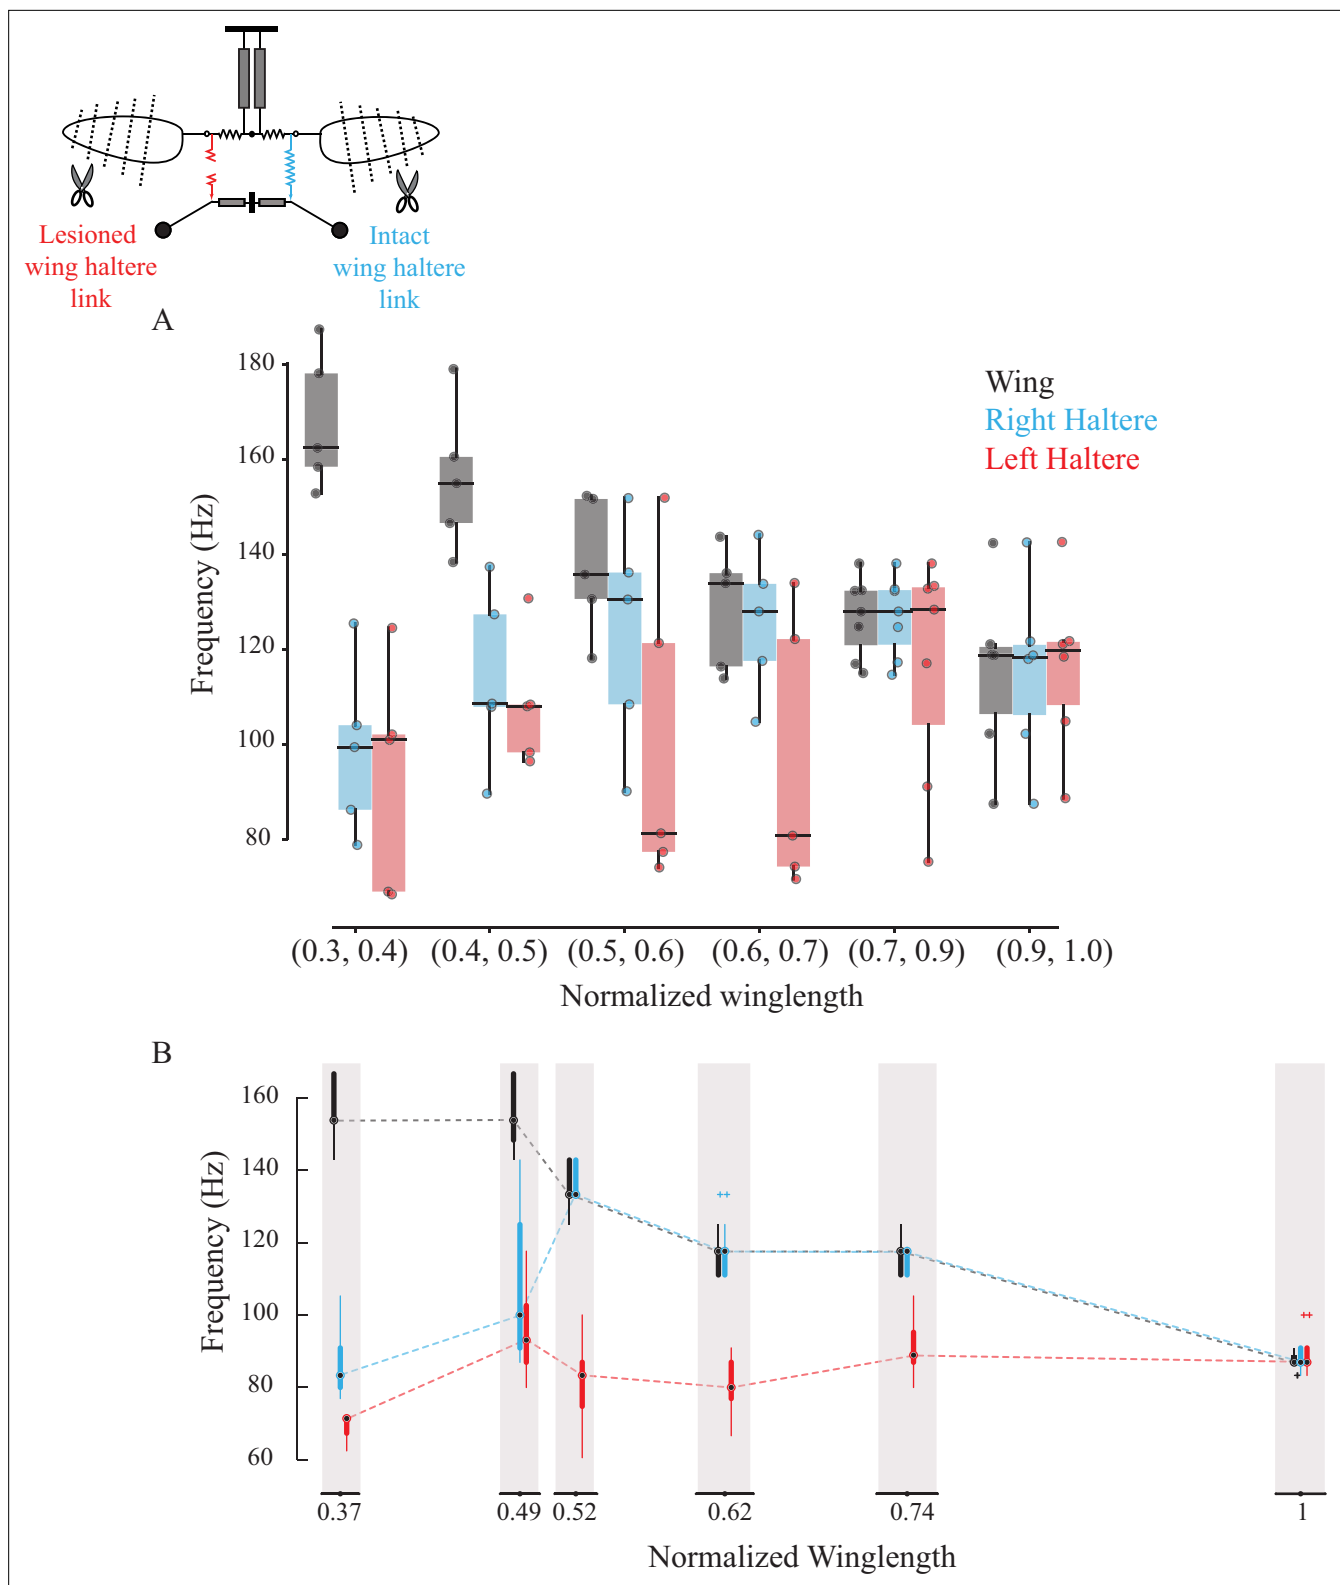 Lesioned
wing haltere
link
Intact
wing haltere
link
A
Wing
Right Haltere
Left Haltere
Frequency (Hz)
180
160
140
120
100
80
(0.3, 0.4) (0.4, 0.5) (0.5, 0.6) (0.6, 0.7) (0.7, 0.9) (0.9, 1.0)
Normalized winglength
B
Frequency (Hz)
160
140
120
100
80
60
0.37 0.49 0.52 0.62 0.74 1
Normalized Winglength